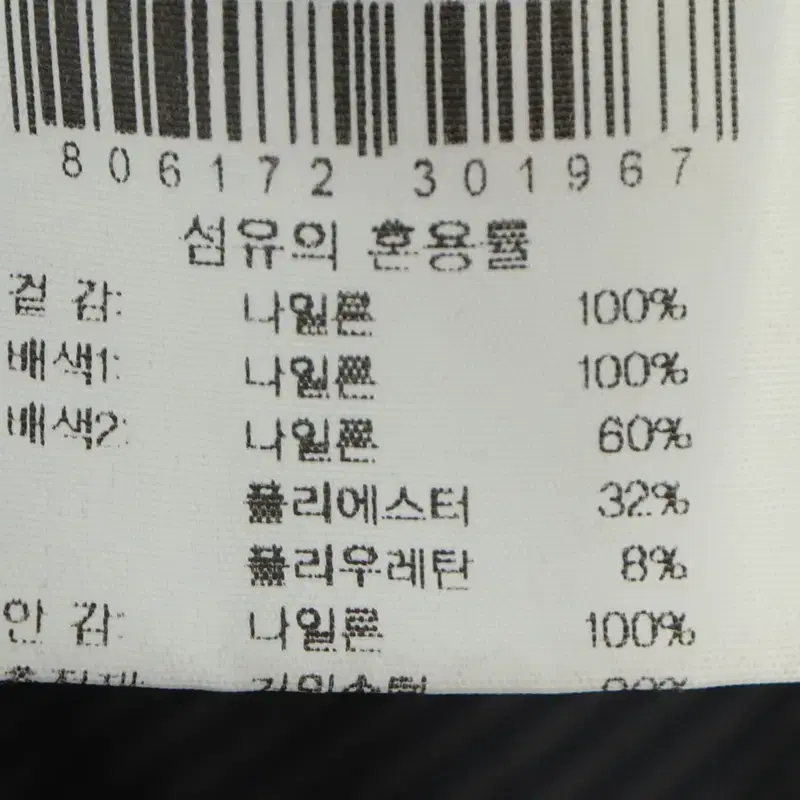 806172 301967
섬유의 혼용률
겉 감: 나일론 100%
배색1: 나일론 100%
배색2: 나일론 60%
폴리에스터 32%
폴리우레탄 8%
안 감: 나일론 100%